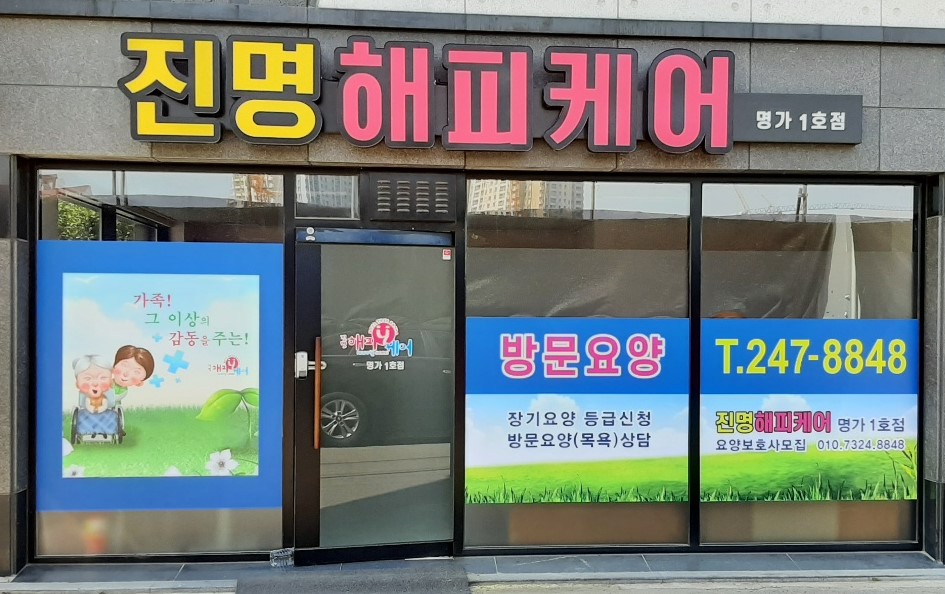 진명해피케어 명가 1호점
가족!
그 이상의
감동을 주는!
해피케어
해피케어
명가 1호점
방문요양
장기요양 등급신청
방문요양(목욕)상담
T.247-8848
진명해피케어 명가 1호점
요양보호사모집 010.7324.8848